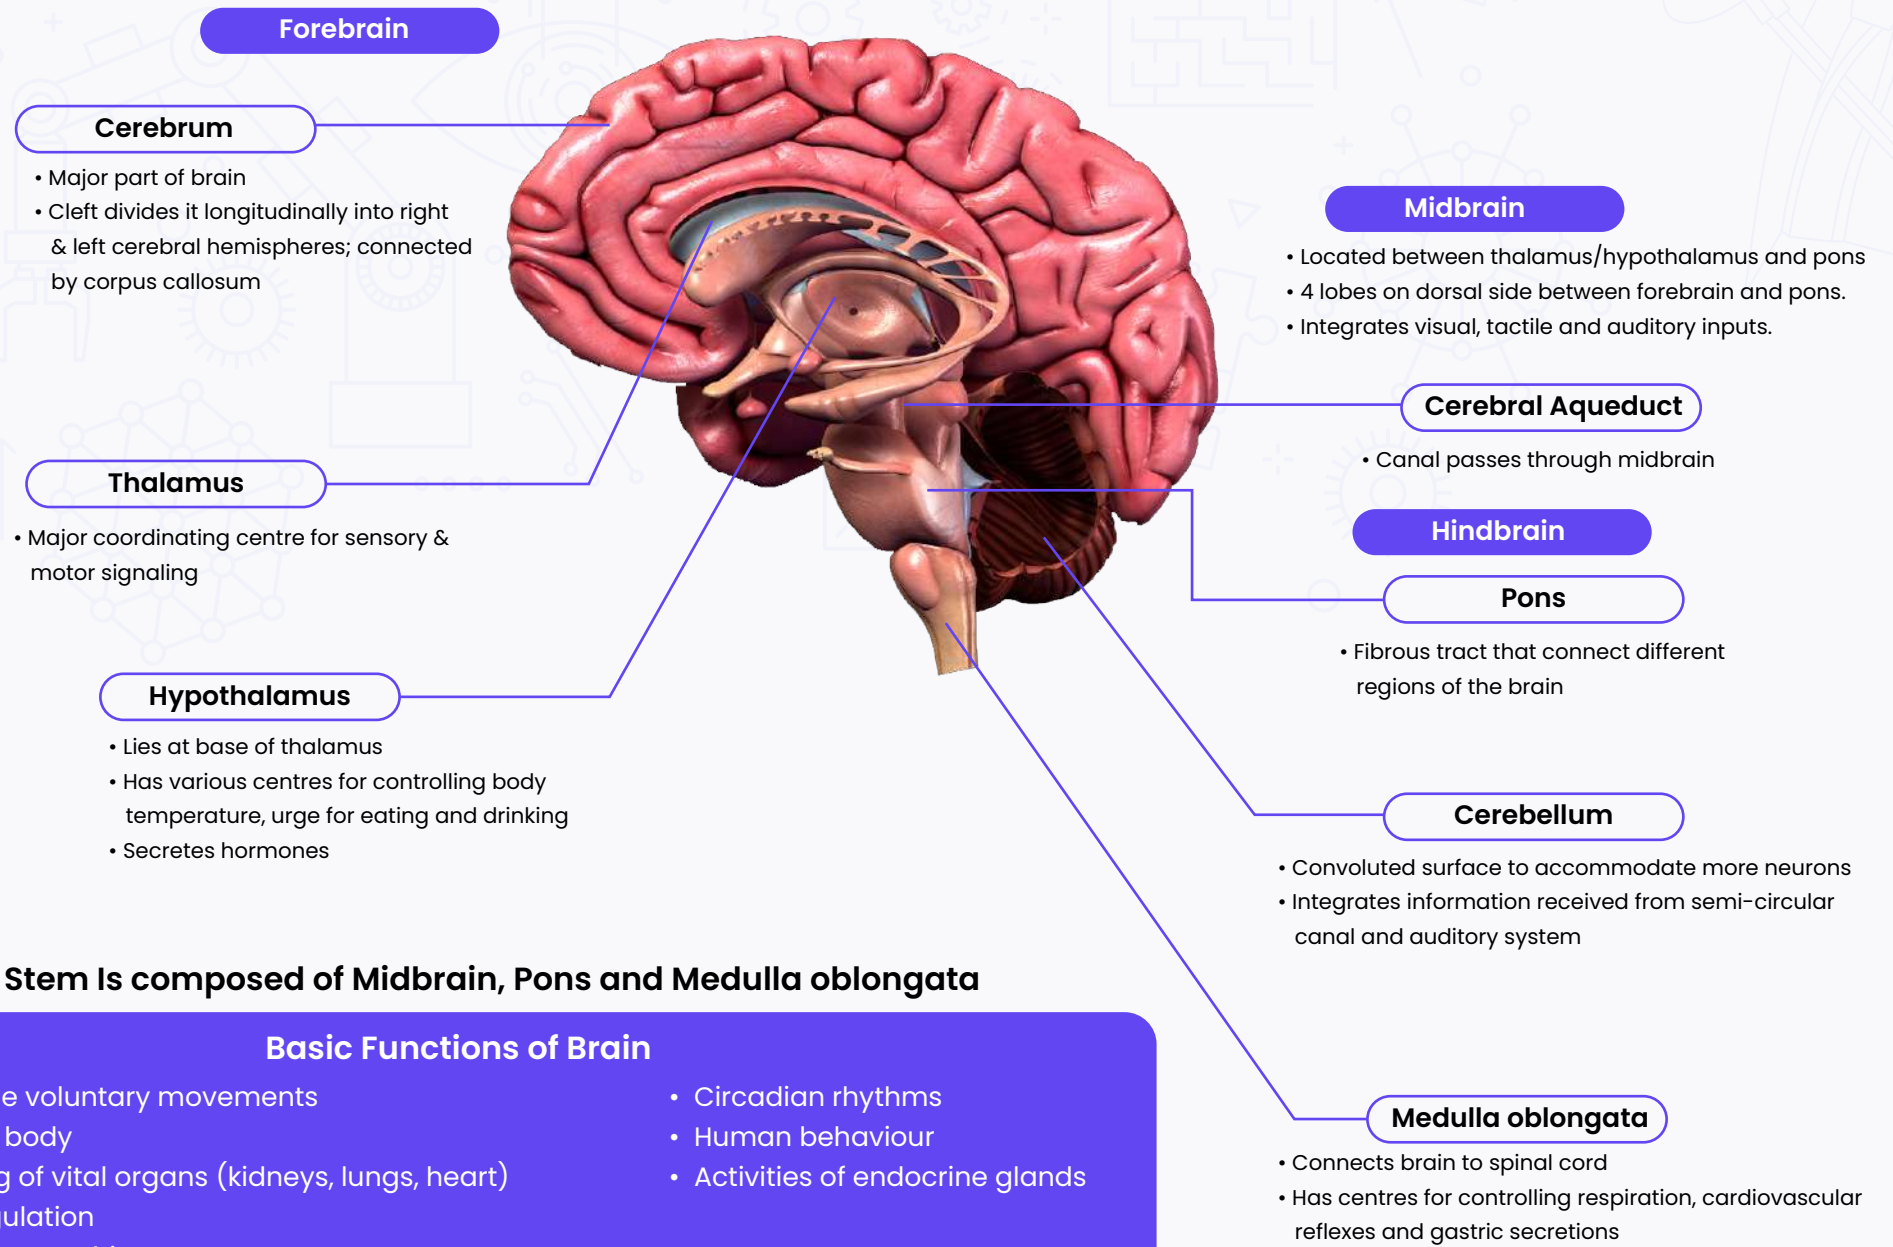 Forebrain
Cerebrum
• Major part of brain
• Cleft divides it longitudinally into right
& left cerebral hemispheres; connected
by corpus callosum
Thalamus
• Major coordinating centre for sensory &
motor signaling
Hypothalamus
• Lies at base of thalamus
• Has various centres for controlling body
temperature, urge for eating and drinking
• Secretes hormones
Midbrain
• Located between thalamus/hypothalamus and pons
• 4 lobes on dorsal side between forebrain and pons.
• Integrates visual, tactile and auditory inputs.
Cerebral Aqueduct
• Canal passes through midbrain
Hindbrain
Pons
• Fibrous tract that connect different
regions of the brain
Cerebellum
• Convoluted surface to accommodate more neurons
• Integrates information received from semi-circular
canal and auditory system
Medulla oblongata
• Connects brain to spinal cord
• Has centres for controlling respiration, cardiovascular
reflexes and gastric secretions
Stem Is composed of Midbrain, Pons and Medulla oblongata
Basic Functions of Brain
voluntary movements
body
of vital organs (kidneys, lungs, heart)
• Circadian rhythms
• Human behaviour
• Activities of endocrine glands